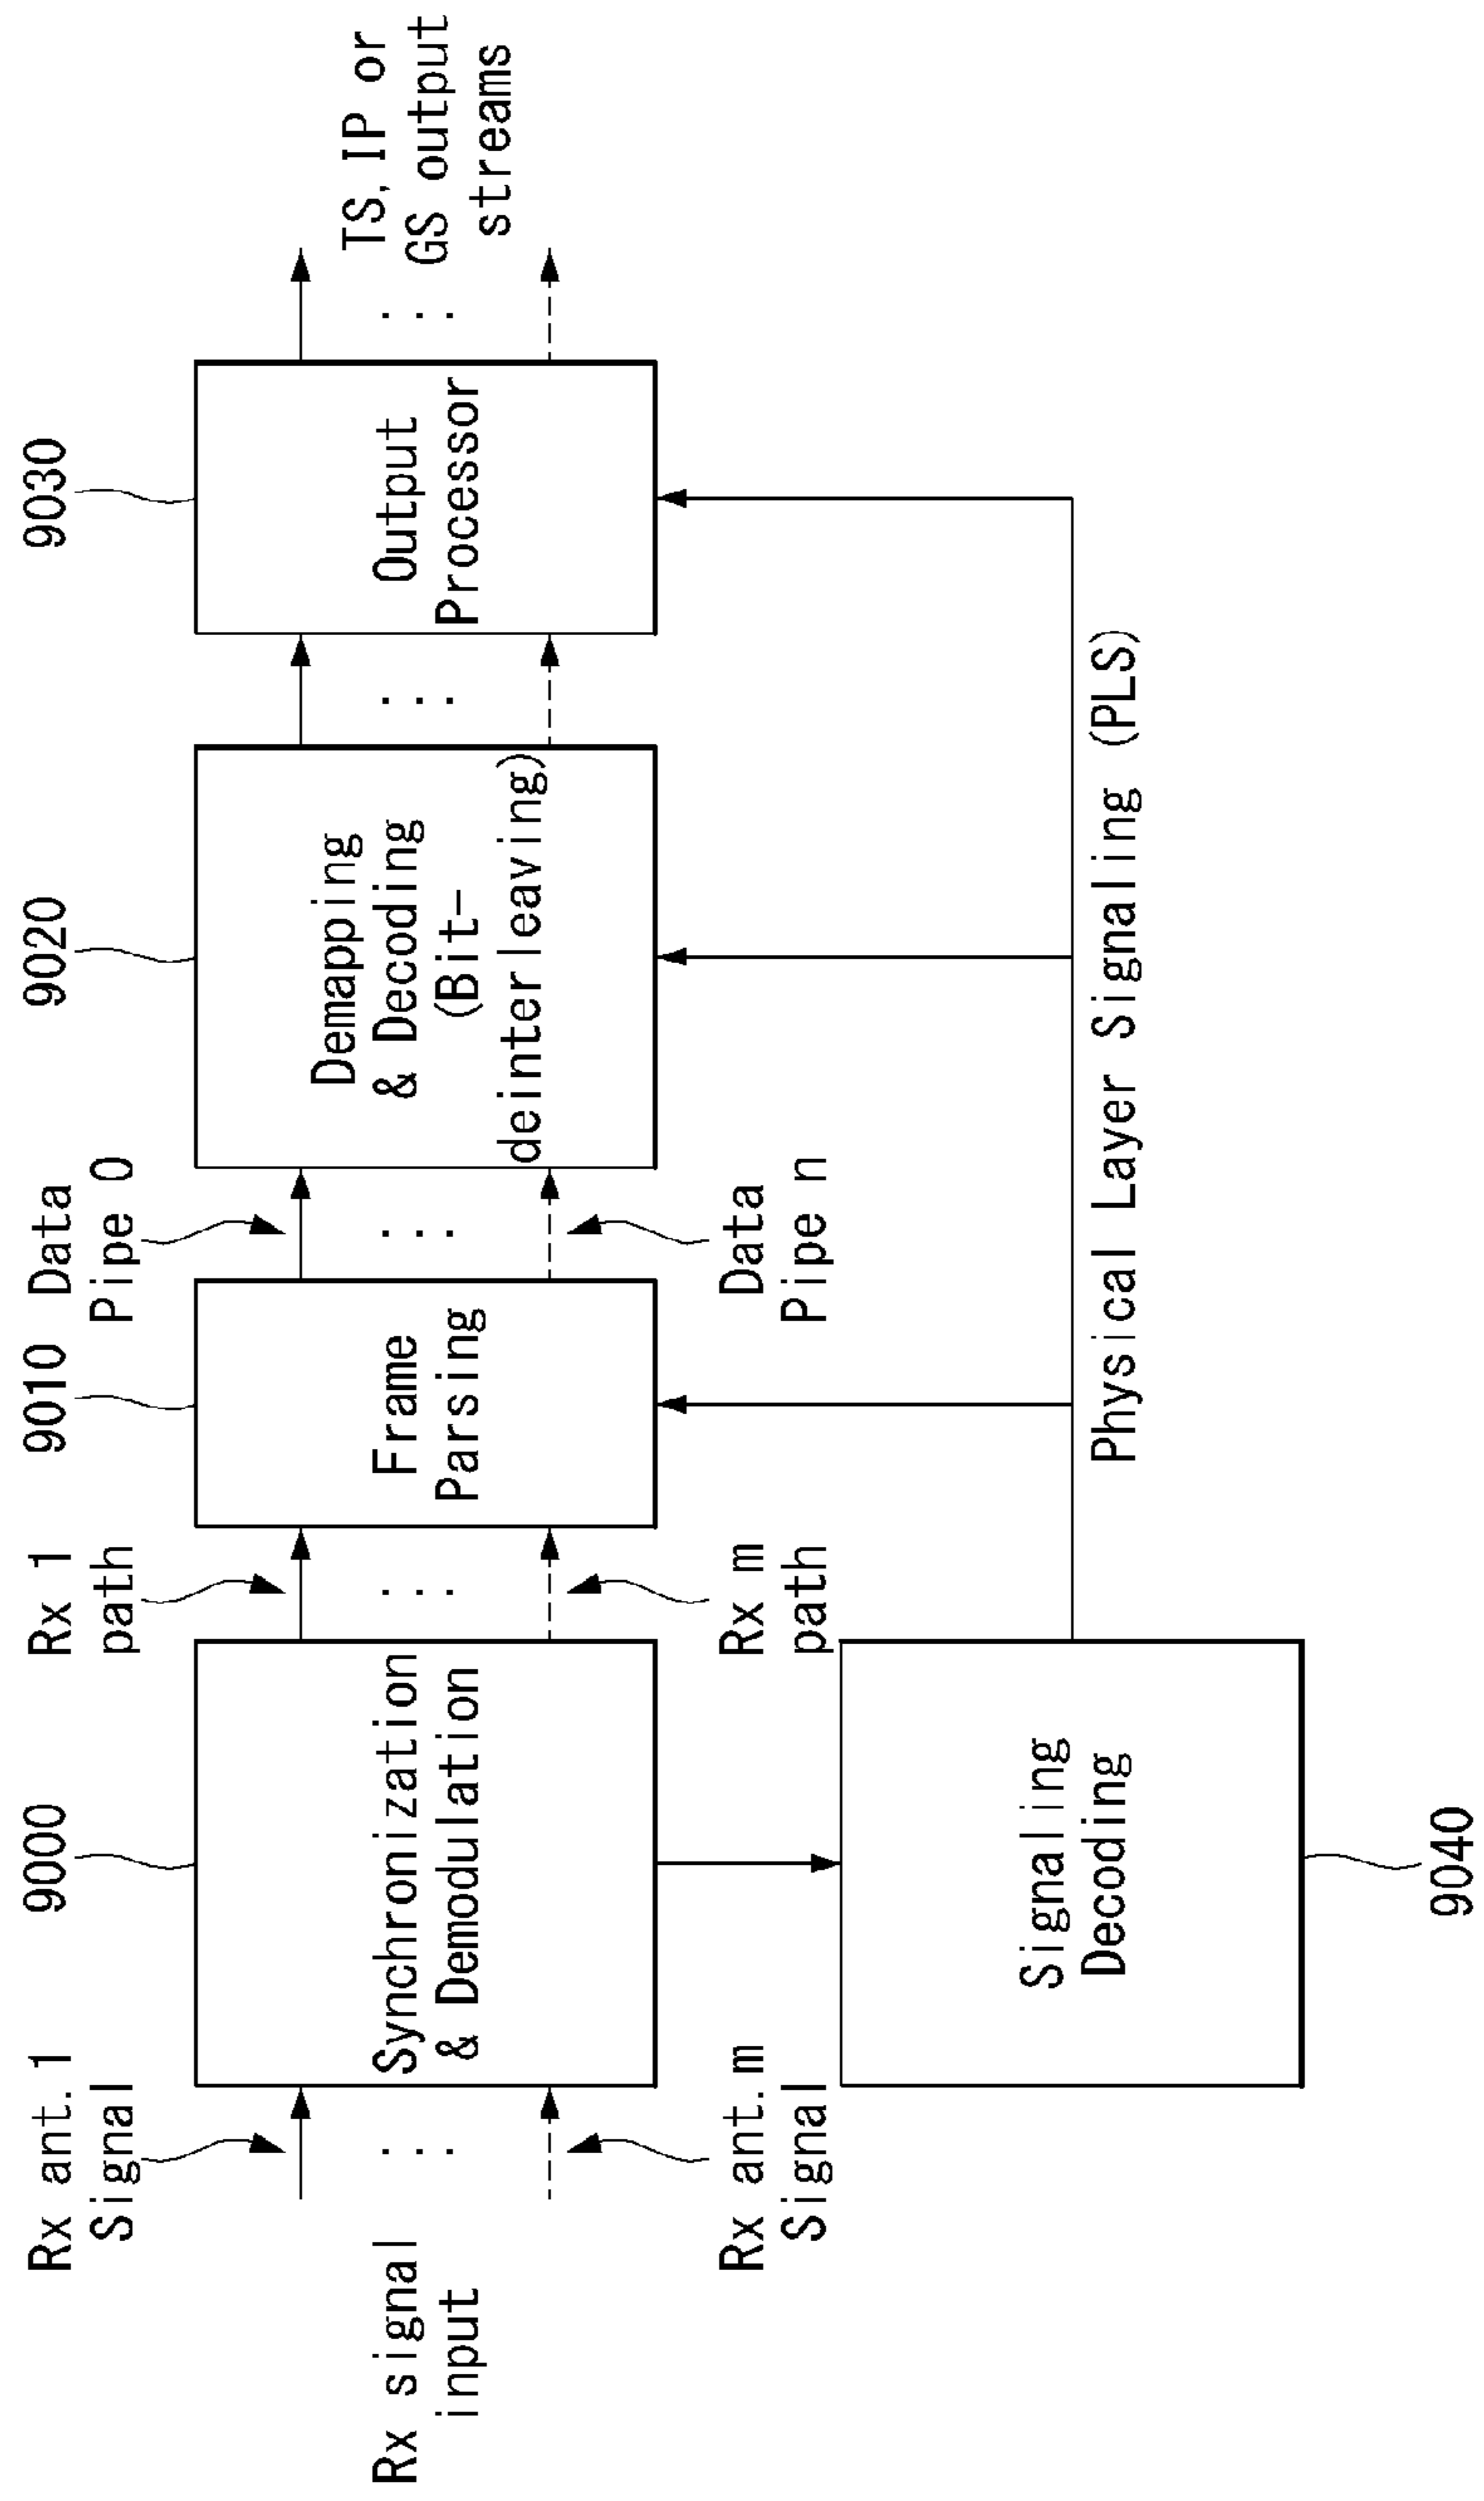 Rx signal
input
Rx ant.1
Signal
Rx ant.m
Signal
9000
Synchronization
& Demodulation
Rx 1
path
Rx m
path
9010
Frame
Parsing
Data
Pipe 0
Data
Pipe n
9020
Demapping
& Decoding
(Bit-
deinterleaving)
9030
Output
Processor
TS, IP or
GS output
streams
Signaling
Decoding
9040
Physical Layer Signaling (PLS)